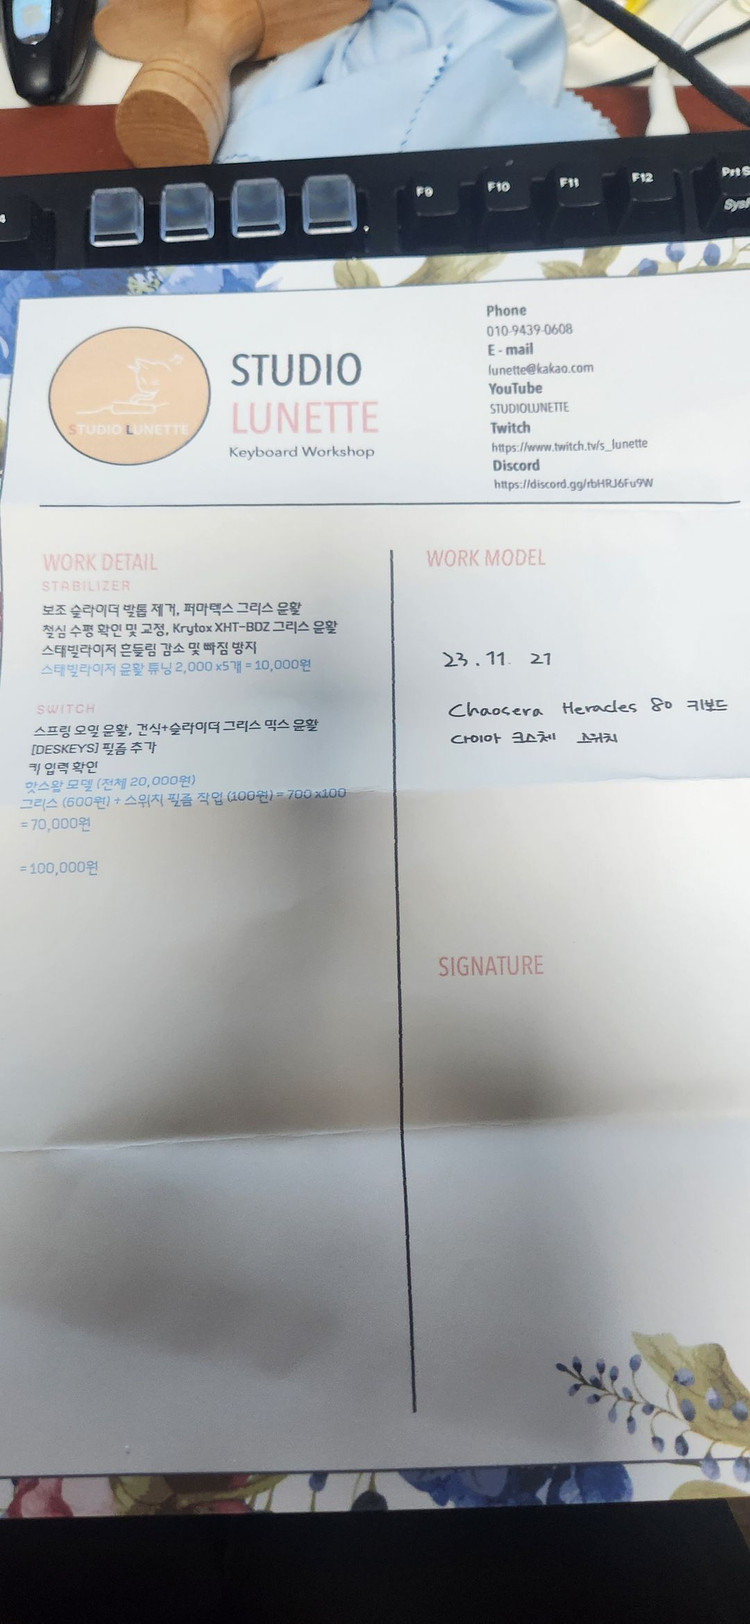 F9
F10
F11
F12
STUDIO LUNETTE
STUDIO
LUNETTE
Keyboard Workshop
Phone
010-9439-0608
E - mail
lunette@kakao.com
YouTube
STUDIOLUNETTE
Twitch
https://www.twitch.tv/s_lunette
Discord
https://discord.gg/rbHRJ6Fu9W
WORK DETAIL
STABILIZER
보조 슬라이더 발톱 제거, 퍼마텍스 그리스 윤활
철심 수평 확인 및 교정, Krytox XHT-BDZ 그리스 윤활
스태빌라이저 흔들림 감소 및 빠짐 방지
스태빌라이저 윤활 튜닝 2,000 x5개 = 10,000원
SWITCH
스프링 오일 윤활, 건식+슬라이더 그리스 믹스 윤활
[DESKEYS] 필름 추가
키 입력 확인
핫스왑 모델 (전체 20,000원)
그리스 (600원) + 스위치 필름 작업 (100원) = 700 x100
= 70,000원
= 100,000원
WORK MODEL
23. 11. 21
Chaosera Heracles 80 키보드
다이아 크스체 스위치
SIGNATURE